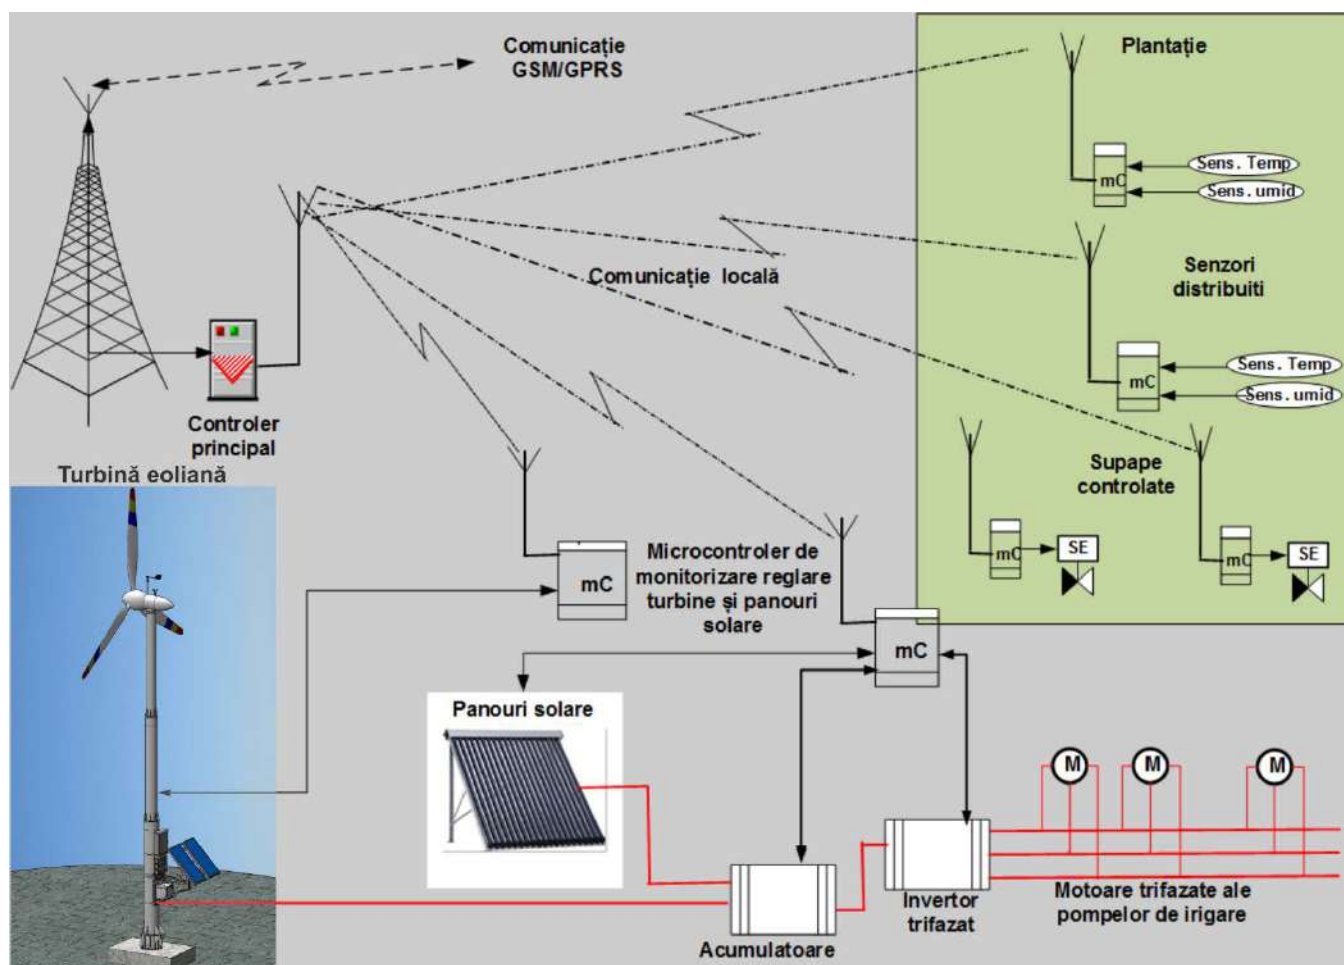 Comunicație
GSM/GPRS
Plantație
mC
Sens. Temp
Sens.umid
Comunicație locală
Senzori
distribuiti
mC
Sens. Temp
Sens.umid
Controler
principal
Supape
controlate
mC
SE
mC
SE
Turbină eoliană
mC
Microcontroler de
monitorizare reglare
turbine și panouri
solare
mC
Panouri solare
M
M
M
Acumulatoare
Invertor
trifazat
Motoare trifazate ale
pompelor de irigare